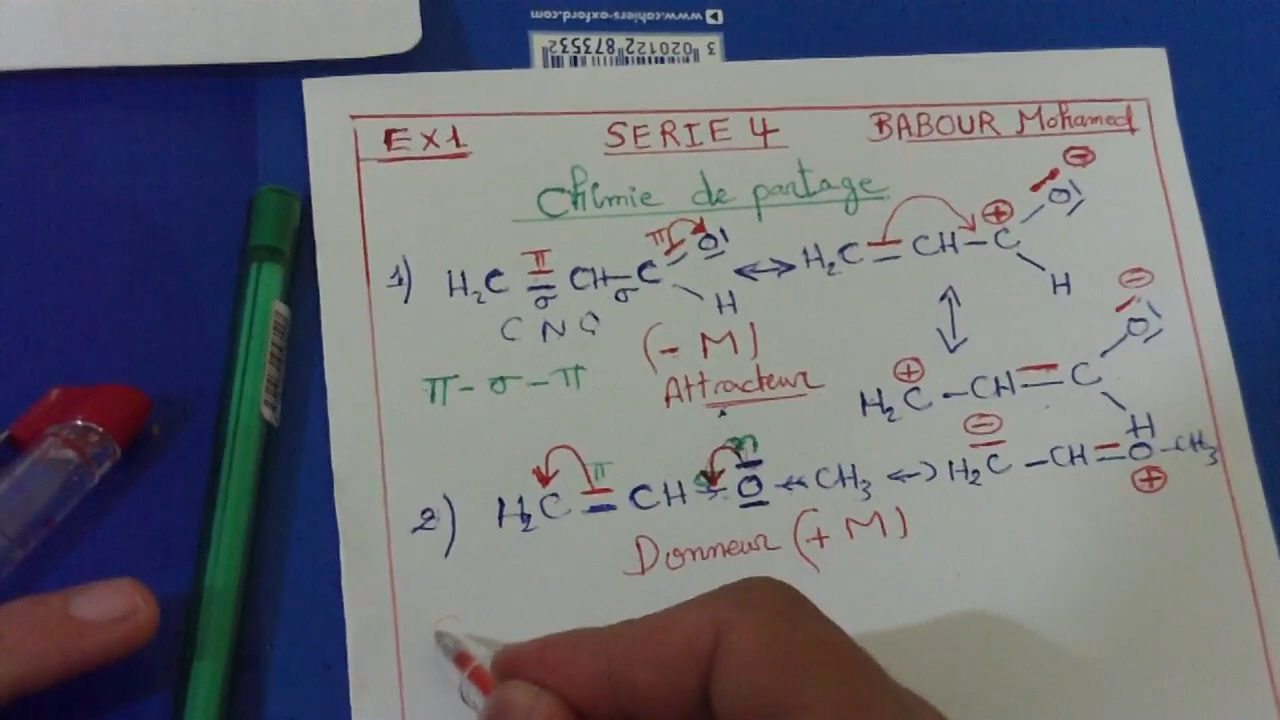 www.cahiers-oxford.com
3 020122 873532
EX1 SERIE 4 BABOUR Mohamed
Chimie de partage
1) H₂C = CH – C = O H ↔ H₂C = CH – C O H
π σ σ π ⊕ ⊖
C N O
(- M)
π - σ - π
Attracteur
H₂C – CH = C O H
⊕ ⊖
2) H₂C = CH – O – CH₃ ↔ H₂C – CH = O – CH₃
π σ n ⊖ ⊕
Donneur (+ M)